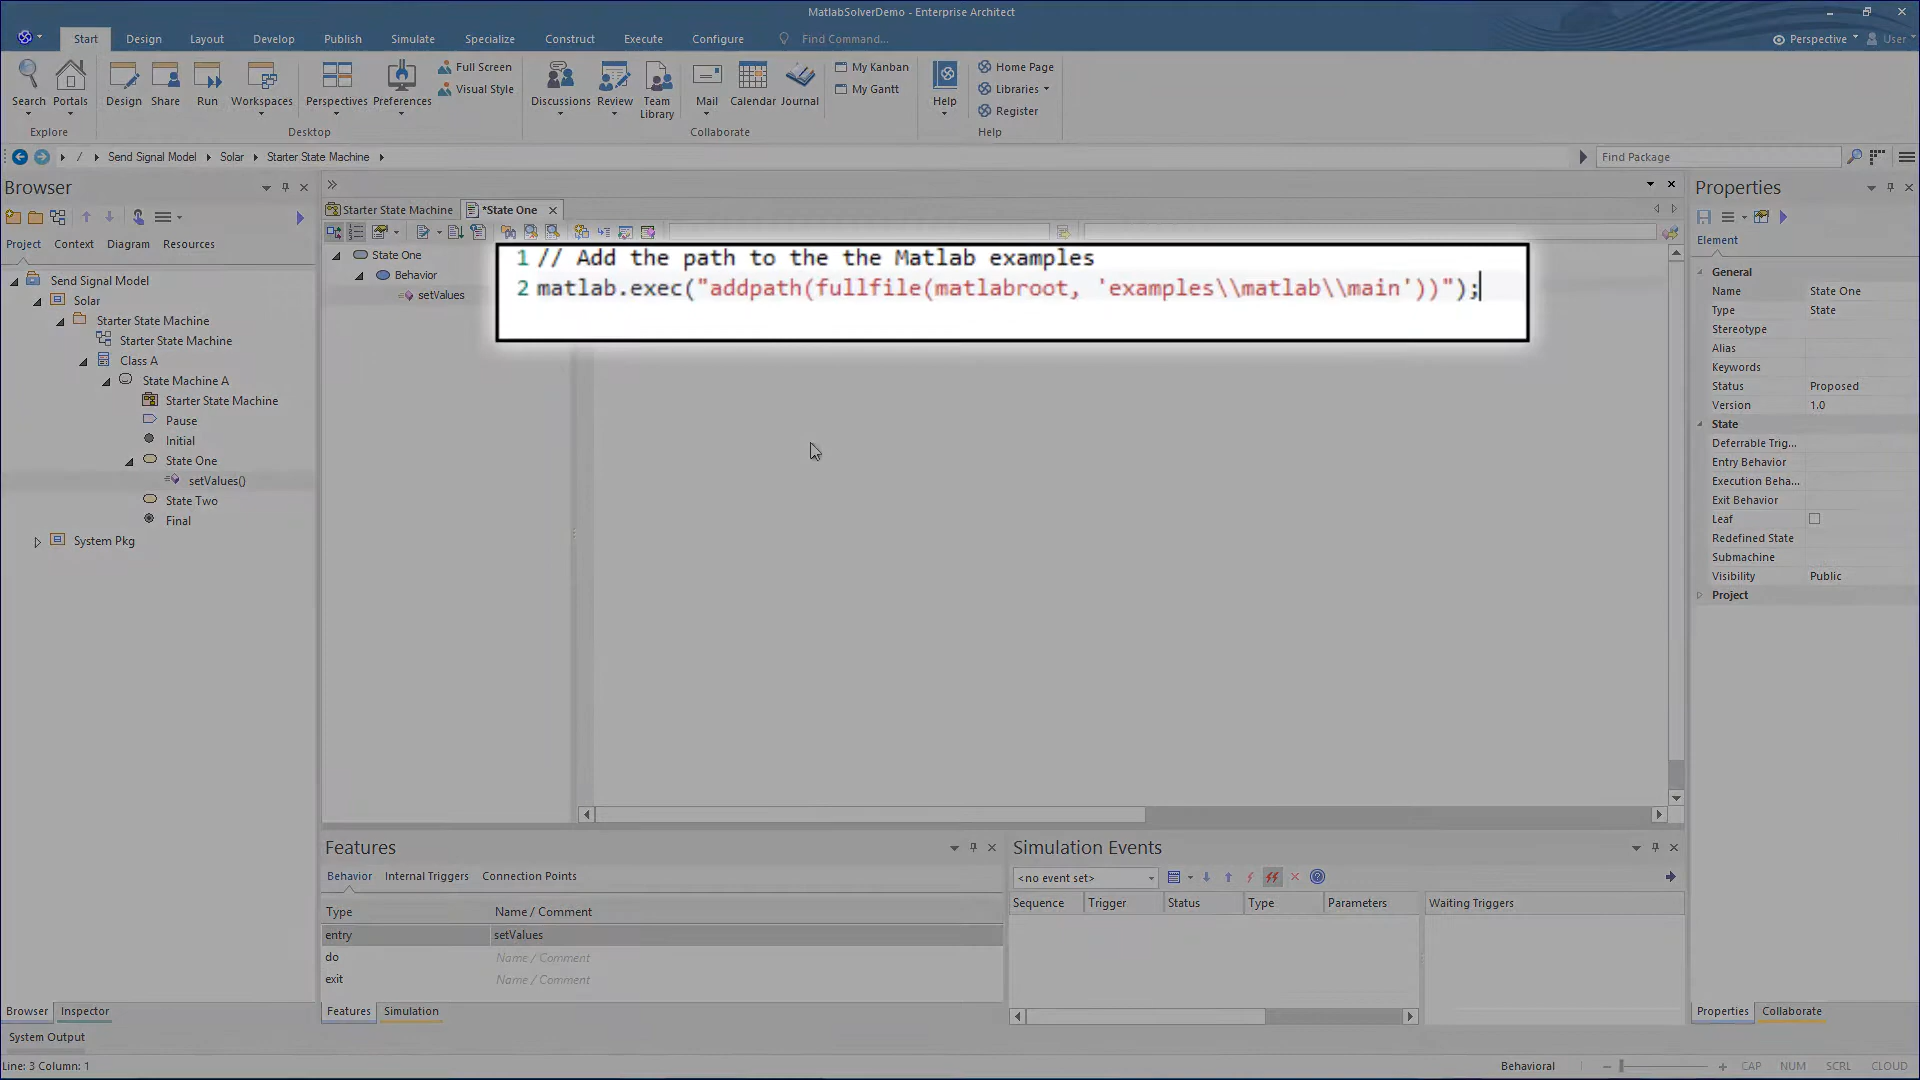 MatlabSolverDemo - Enterprise Architect
Start Design Layout Develop Publish Simulate Specialize Construct Execute Configure Find Command... Perspective User
Search Portals Design Share Run Workspaces Perspectives Preferences Full Screen Visual Style Discussions Review Team Library Mail Calendar Journal My Kanban My Gantt Help Home Page Libraries Register
Explore Desktop Collaborate Help
/ Send Signal Model Solar Starter State Machine Find Package
Browser
Project Context Diagram Resources
Send Signal Model
Solar
Starter State Machine
Starter State Machine
Class A
State Machine A
Starter State Machine
Pause
Initial
State One
setValues()
State Two
Final
System Pkg
Browser Inspector
Starter State Machine *State One
State One
Behavior
setValues
1 // Add the path to the the Matlab examples
2 matlab.exec("addpath(fullfile(matlabroot, 'examples\\matlab\\main'))");
Features
Behavior Internal Triggers Connection Points
Type Name / Comment
entry setValues
do Name / Comment
exit Name / Comment
Features Simulation
Simulation Events
<no event set>
Sequence Trigger Status Type Parameters Waiting Triggers
Properties
Element
General
Name State One
Type State
Stereotype
Alias
Keywords
Status Proposed
Version 1.0
State
Deferrable Trig...
Entry Behavior
Execution Beha...
Exit Behavior
Leaf
Redefined State
Submachine
Visibility Public
Project
Properties Collaborate
System Output
Line: 3 Column: 1 Behavioral CAP NUM SCRL CLOUD